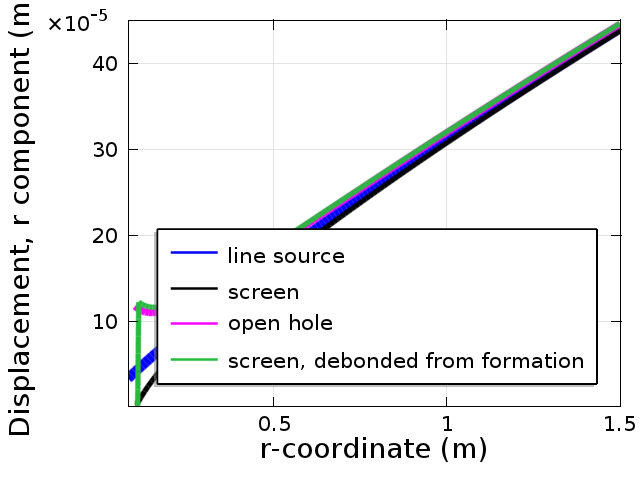 ×10⁻⁵
Displacement, r component (m
40
30
20
10
line source
screen
open hole
screen, debonded from formation
0.5
1
1.5
r-coordinate (m)